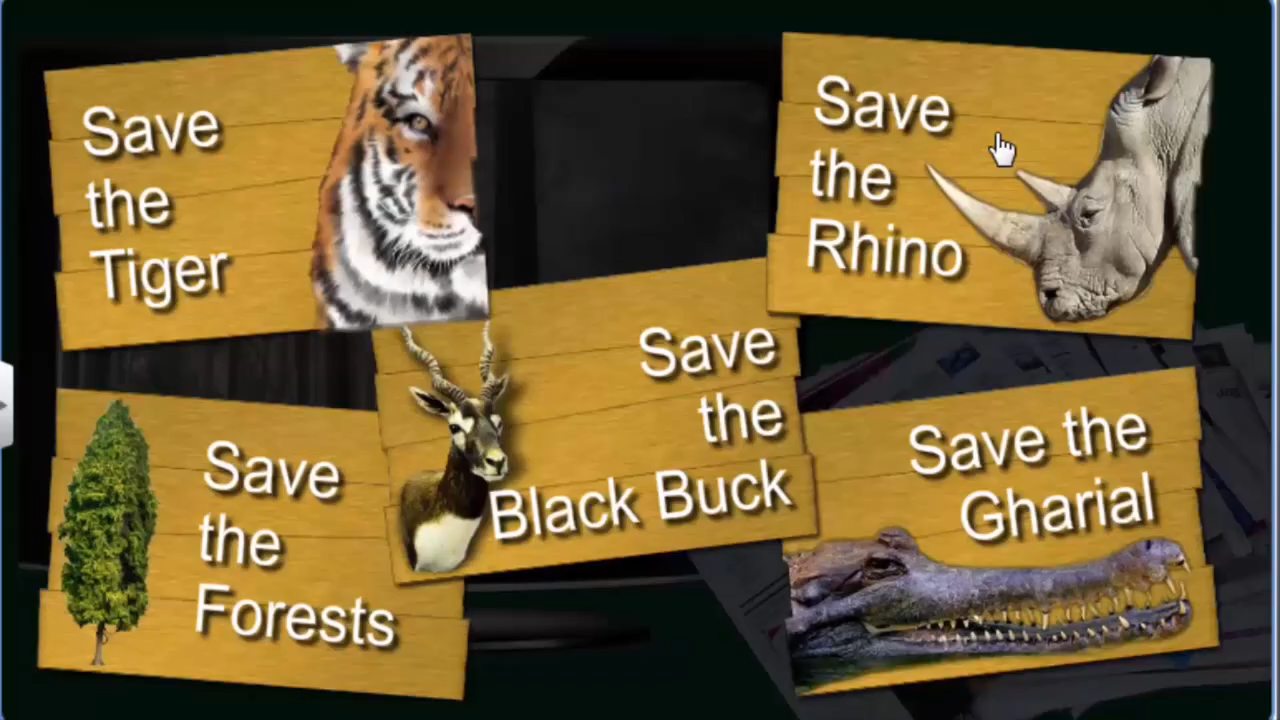 Save
the
Tiger
Save
the
Rhino
Save
the
Black Buck
Save
the
Forests
Save the
Gharial